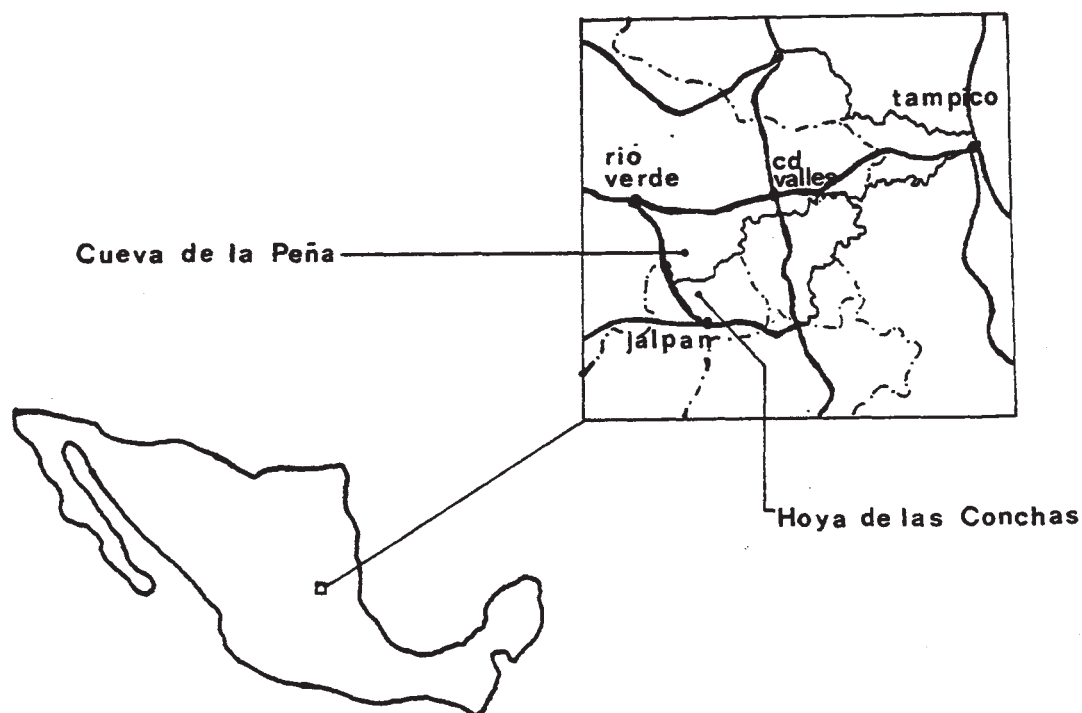 tampico
rio
verde
cd
valles
Cueva de la Peña
jalpan
Hoya de las Conchas